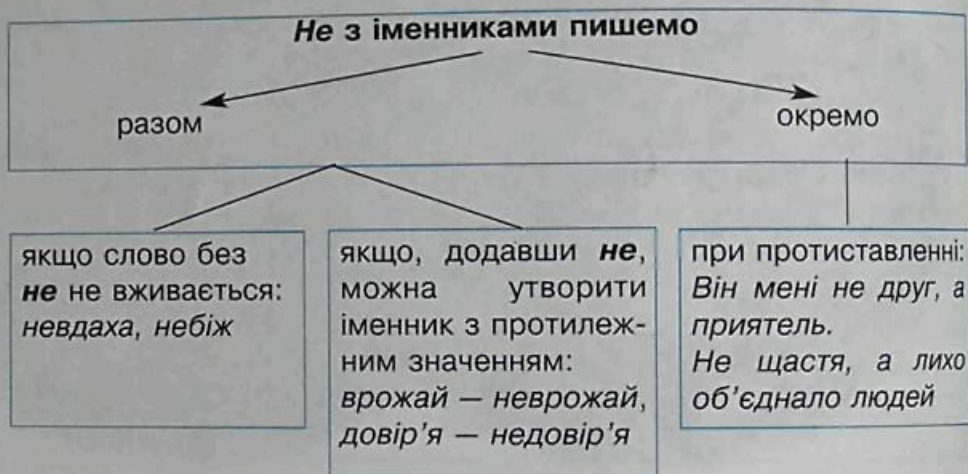 Не з іменниками пишемо
разом
окремо
якщо слово без
не не вживається:
невдаха, небіж
якщо, додавши не,
можна утворити
іменник з протилеж-
ним значенням:
врожай — неврожай,
довір'я — недовір'я
при протиставленні:
Він мені не друг, а
приятель.
Не щастя, а лихо
об'єднало людей